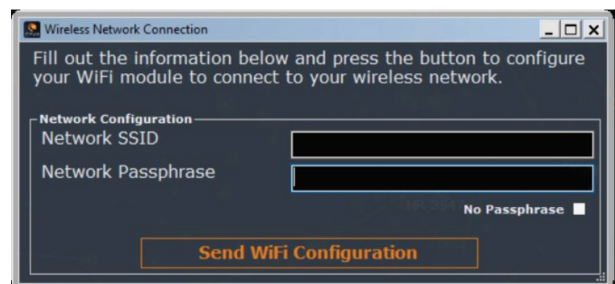 Wireless Network Connection
Fill out the information below and press the button to configure
your WiFi module to connect to your wireless network.
Network Configuration
Network SSID
Network Passphrase
No Passphrase
Send WiFi Configuration